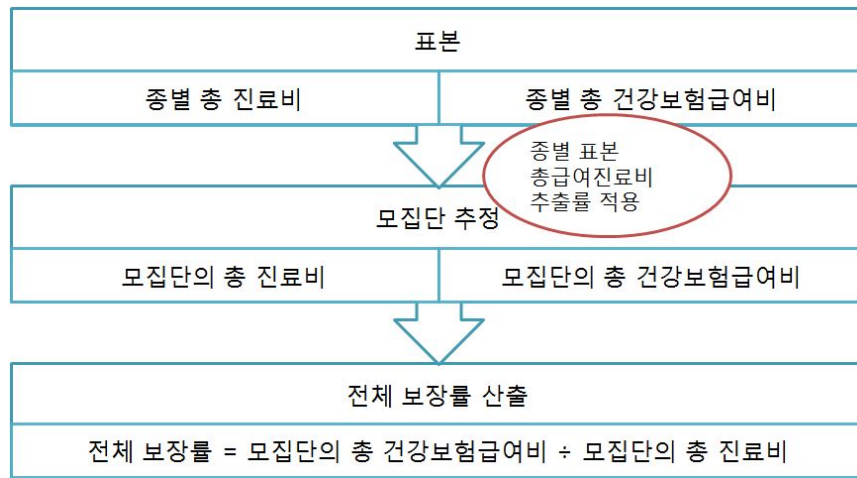 표본
종별 총 진료비
종별 총 건강보험급여비
종별 표본
총급여진료비
추출률 적용
모집단 추정
모집단의 총 진료비
모집단의 총 건강보험급여비
전체 보장률 산출
전체 보장률 = 모집단의 총 건강보험급여비 ÷ 모집단의 총 진료비